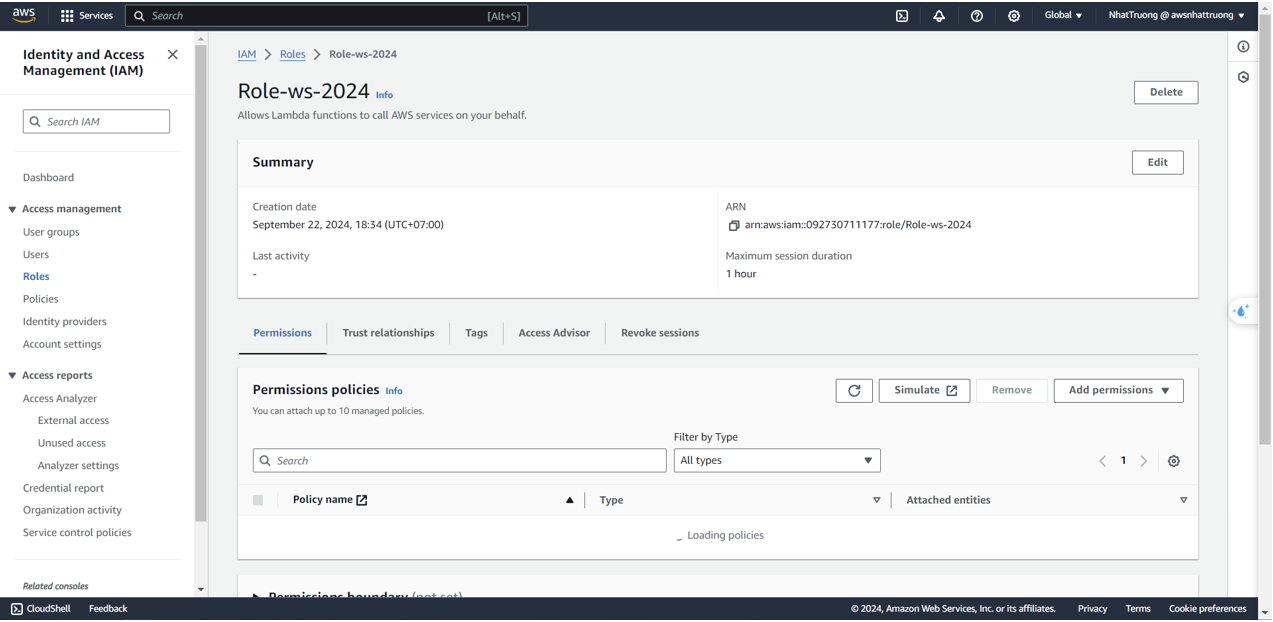 aws
Services
Search
[Alt+S]
Global
NhatTruong @ awsnhattruong
Identity and Access
Management (IAM)
Search IAM
Dashboard
Access management
User groups
Users
Roles
Policies
Identity providers
Account settings
Access reports
Access Analyzer
External access
Unused access
Analyzer settings
Credential report
Organization activity
Service control policies
Related consoles
IAM
Roles
Role-ws-2024
Role-ws-2024 Info
Delete
Allows Lambda functions to call AWS services on your behalf.
Summary
Edit
Creation date
September 22, 2024, 18:34 (UTC+07:00)
Last activity
-
ARN
arn:aws:iam::092730711177:role/Role-ws-2024
Maximum session duration
1 hour
Permissions
Trust relationships
Tags
Access Advisor
Revoke sessions
Permissions policies Info
Simulate
Remove
Add permissions
You can attach up to 10 managed policies.
Filter by Type
Search
All types
1
Policy name
Type
Attached entities
Loading policies
Permissions boundary (not set)
CloudShell
Feedback
© 2024, Amazon Web Services, Inc. or its affiliates.
Privacy
Terms
Cookie preferences